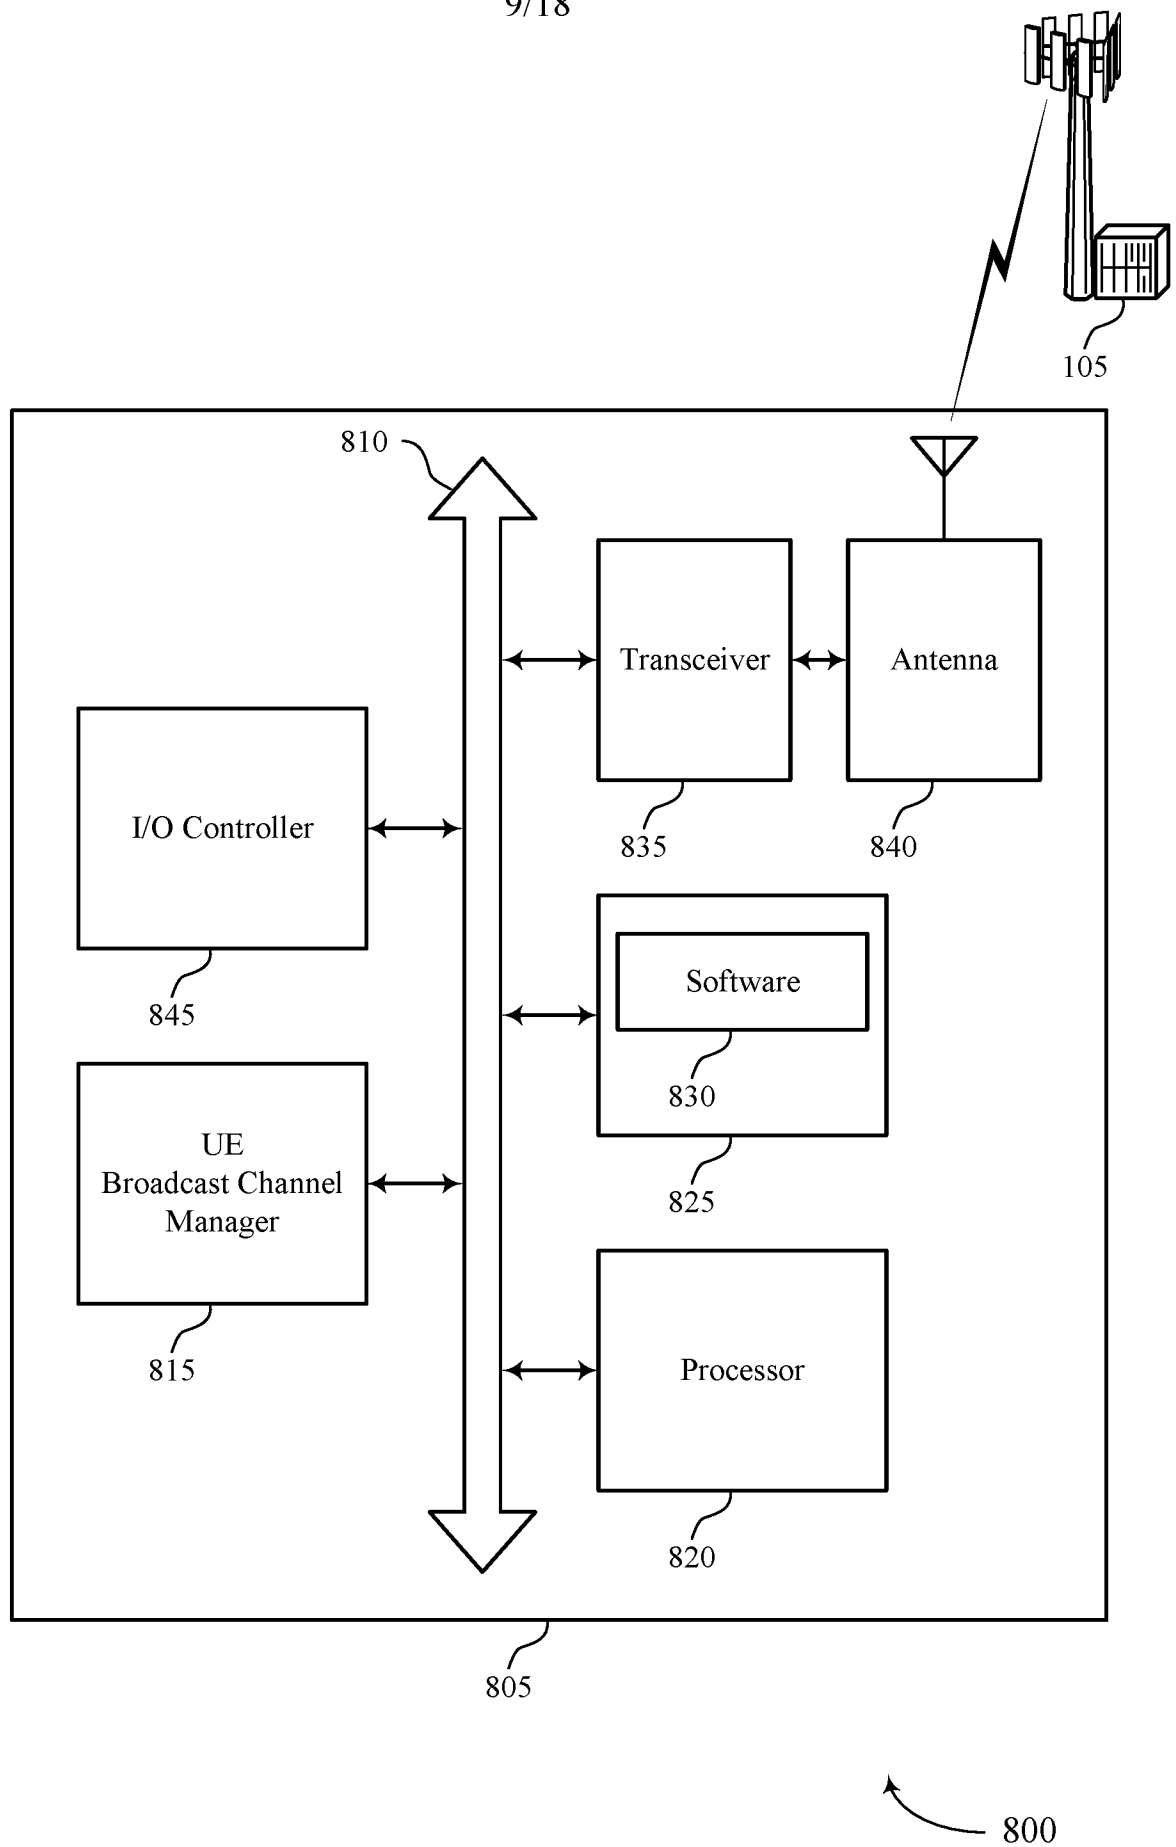 9/18
105
810
Transceiver
Antenna
I/O Controller
835
840
Software
845
830
UE
Broadcast Channel
Manager
825
815
Processor
820
805
800